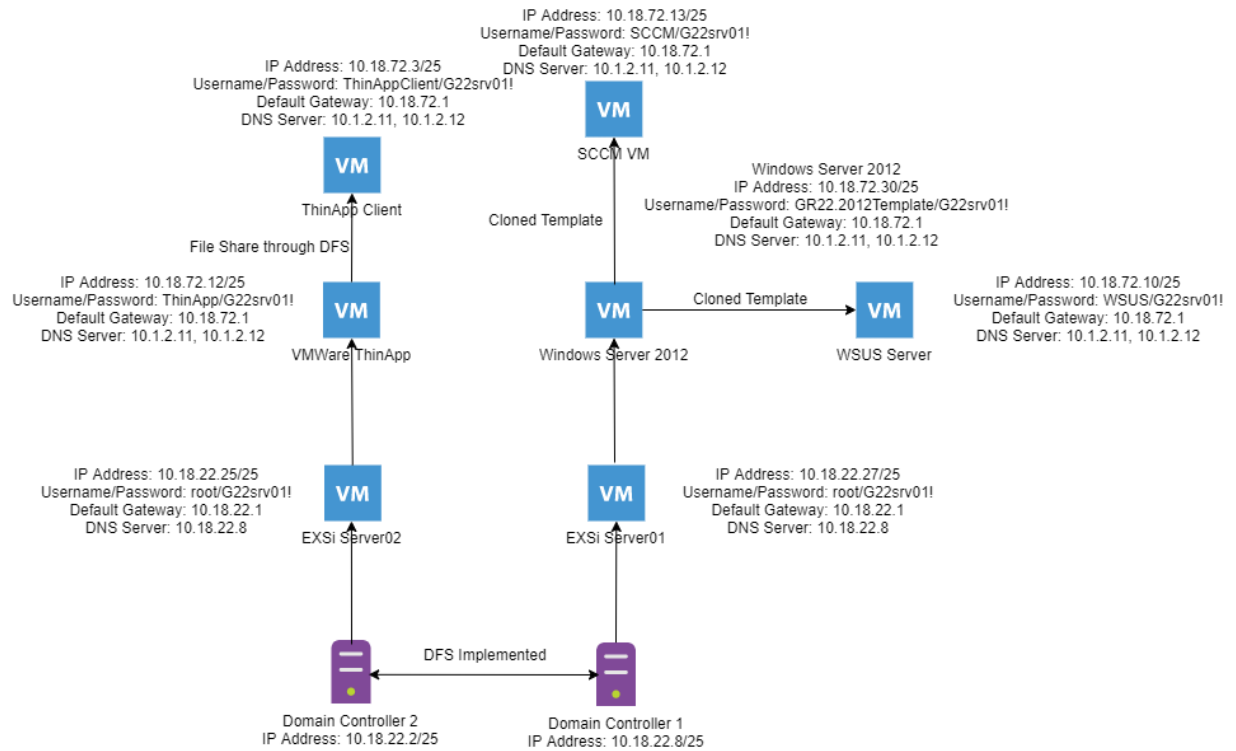 IP Address: 10.18.72.13/25
Username/Password: SCCM/G22srv01!
Default Gateway: 10.18.72.1
DNS Server: 10.1.2.11, 10.1.2.12
VM
SCCM VM
IP Address: 10.18.72.3/25
Username/Password: ThinAppClient/G22srv01!
Default Gateway: 10.18.72.1
DNS Server: 10.1.2.11, 10.1.2.12
VM
ThinApp Client
Windows Server 2012
IP Address: 10.18.72.30/25
Username/Password: GR22.2012Template/G22srv01!
Default Gateway: 10.18.72.1
DNS Server: 10.1.2.11, 10.1.2.12
Cloned Template
File Share through DFS
IP Address: 10.18.72.12/25
Username/Password: ThinApp/G22srv01!
Default Gateway: 10.18.72.1
DNS Server: 10.1.2.11, 10.1.2.12
VM
VMWare ThinApp
VM
Windows Server 2012
Cloned Template
VM
WSUS Server
IP Address: 10.18.72.10/25
Username/Password: WSUS/G22srv01!
Default Gateway: 10.18.72.1
DNS Server: 10.1.2.11, 10.1.2.12
IP Address: 10.18.22.25/25
Username/Password: root/G22srv01!
Default Gateway: 10.18.22.1
DNS Server: 10.18.22.8
VM
EXSi Server02
VM
EXSi Server01
IP Address: 10.18.22.27/25
Username/Password: root/G22srv01!
Default Gateway: 10.18.22.1
DNS Server: 10.18.22.8
DFS Implemented
Domain Controller 2
IP Address: 10.18.22.2/25
Domain Controller 1
IP Address: 10.18.22.8/25